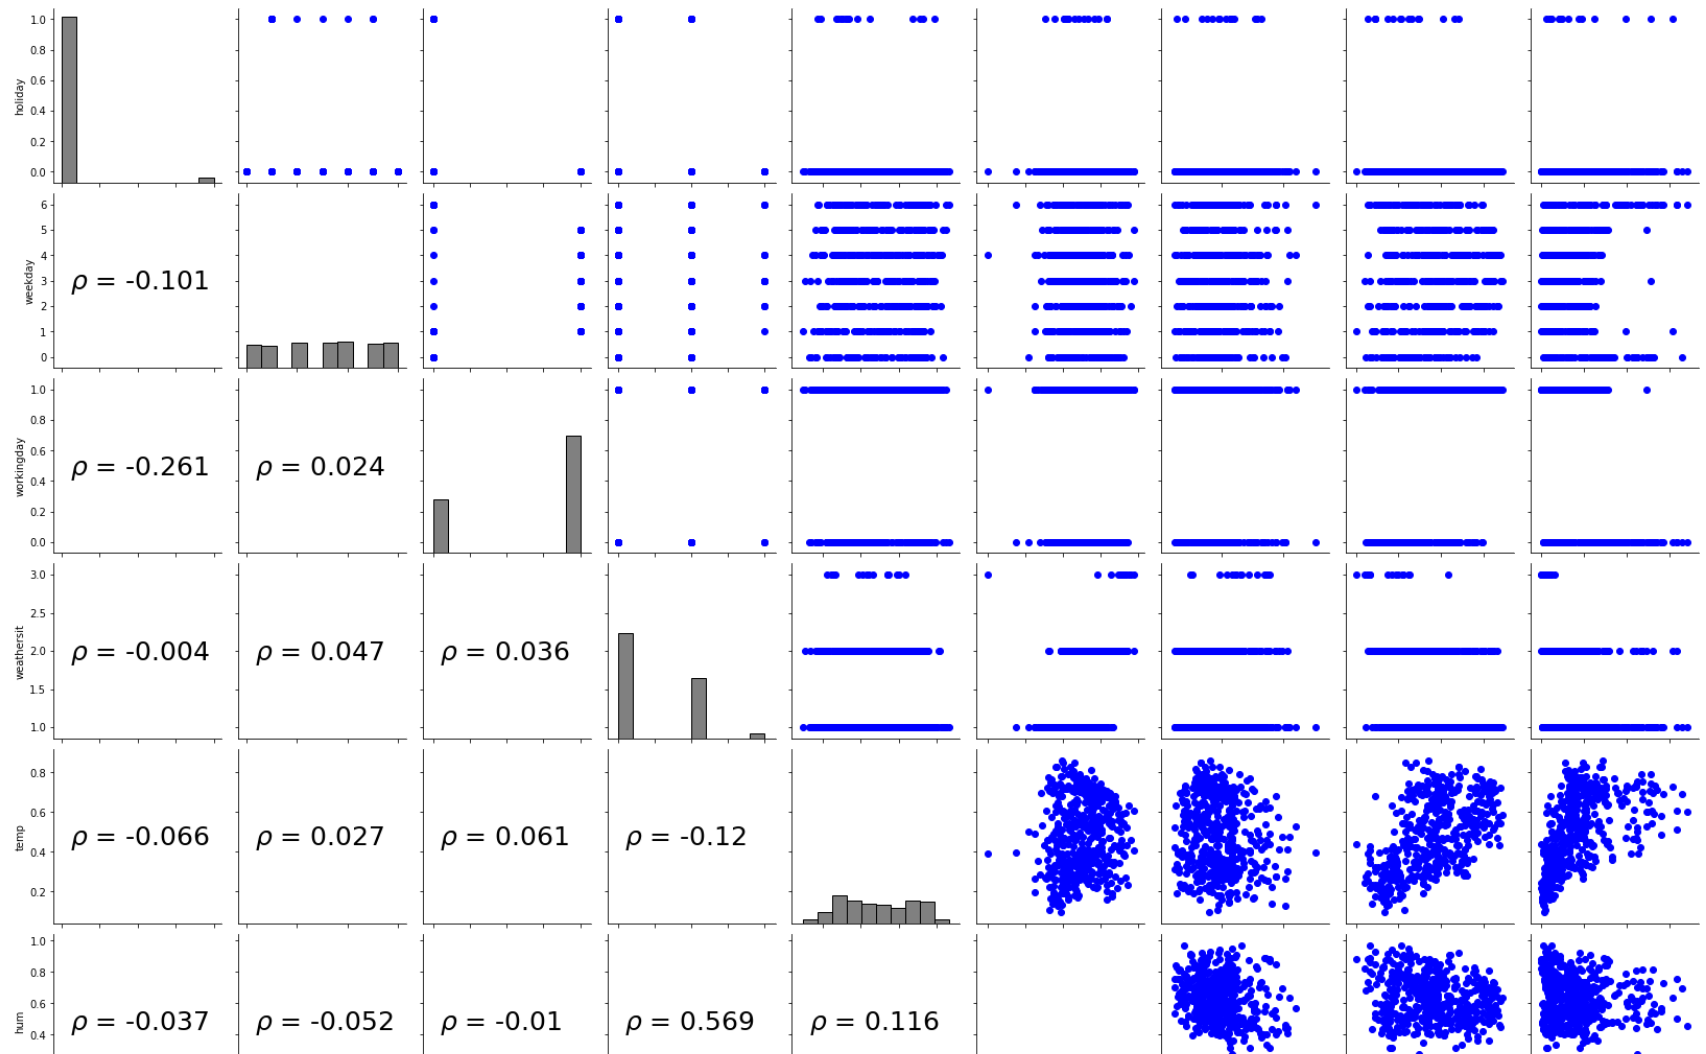 1.0
0.8
0.6
0.4
0.2
0.0
holiday
6
5
4
3
2
1
0
weekday
ρ = -0.101
1.0
0.8
0.6
0.4
0.2
0.0
workingday
ρ = -0.261
ρ = 0.024
3.0
2.5
2.0
1.5
1.0
weathersit
ρ = -0.004
ρ = 0.047
ρ = 0.036
0.8
0.6
0.4
0.2
temp
ρ = -0.066
ρ = 0.027
ρ = 0.061
ρ = -0.12
1.0
0.8
0.6
0.4
hum
ρ = -0.037
ρ = -0.052
ρ = -0.01
ρ = 0.569
ρ = 0.116